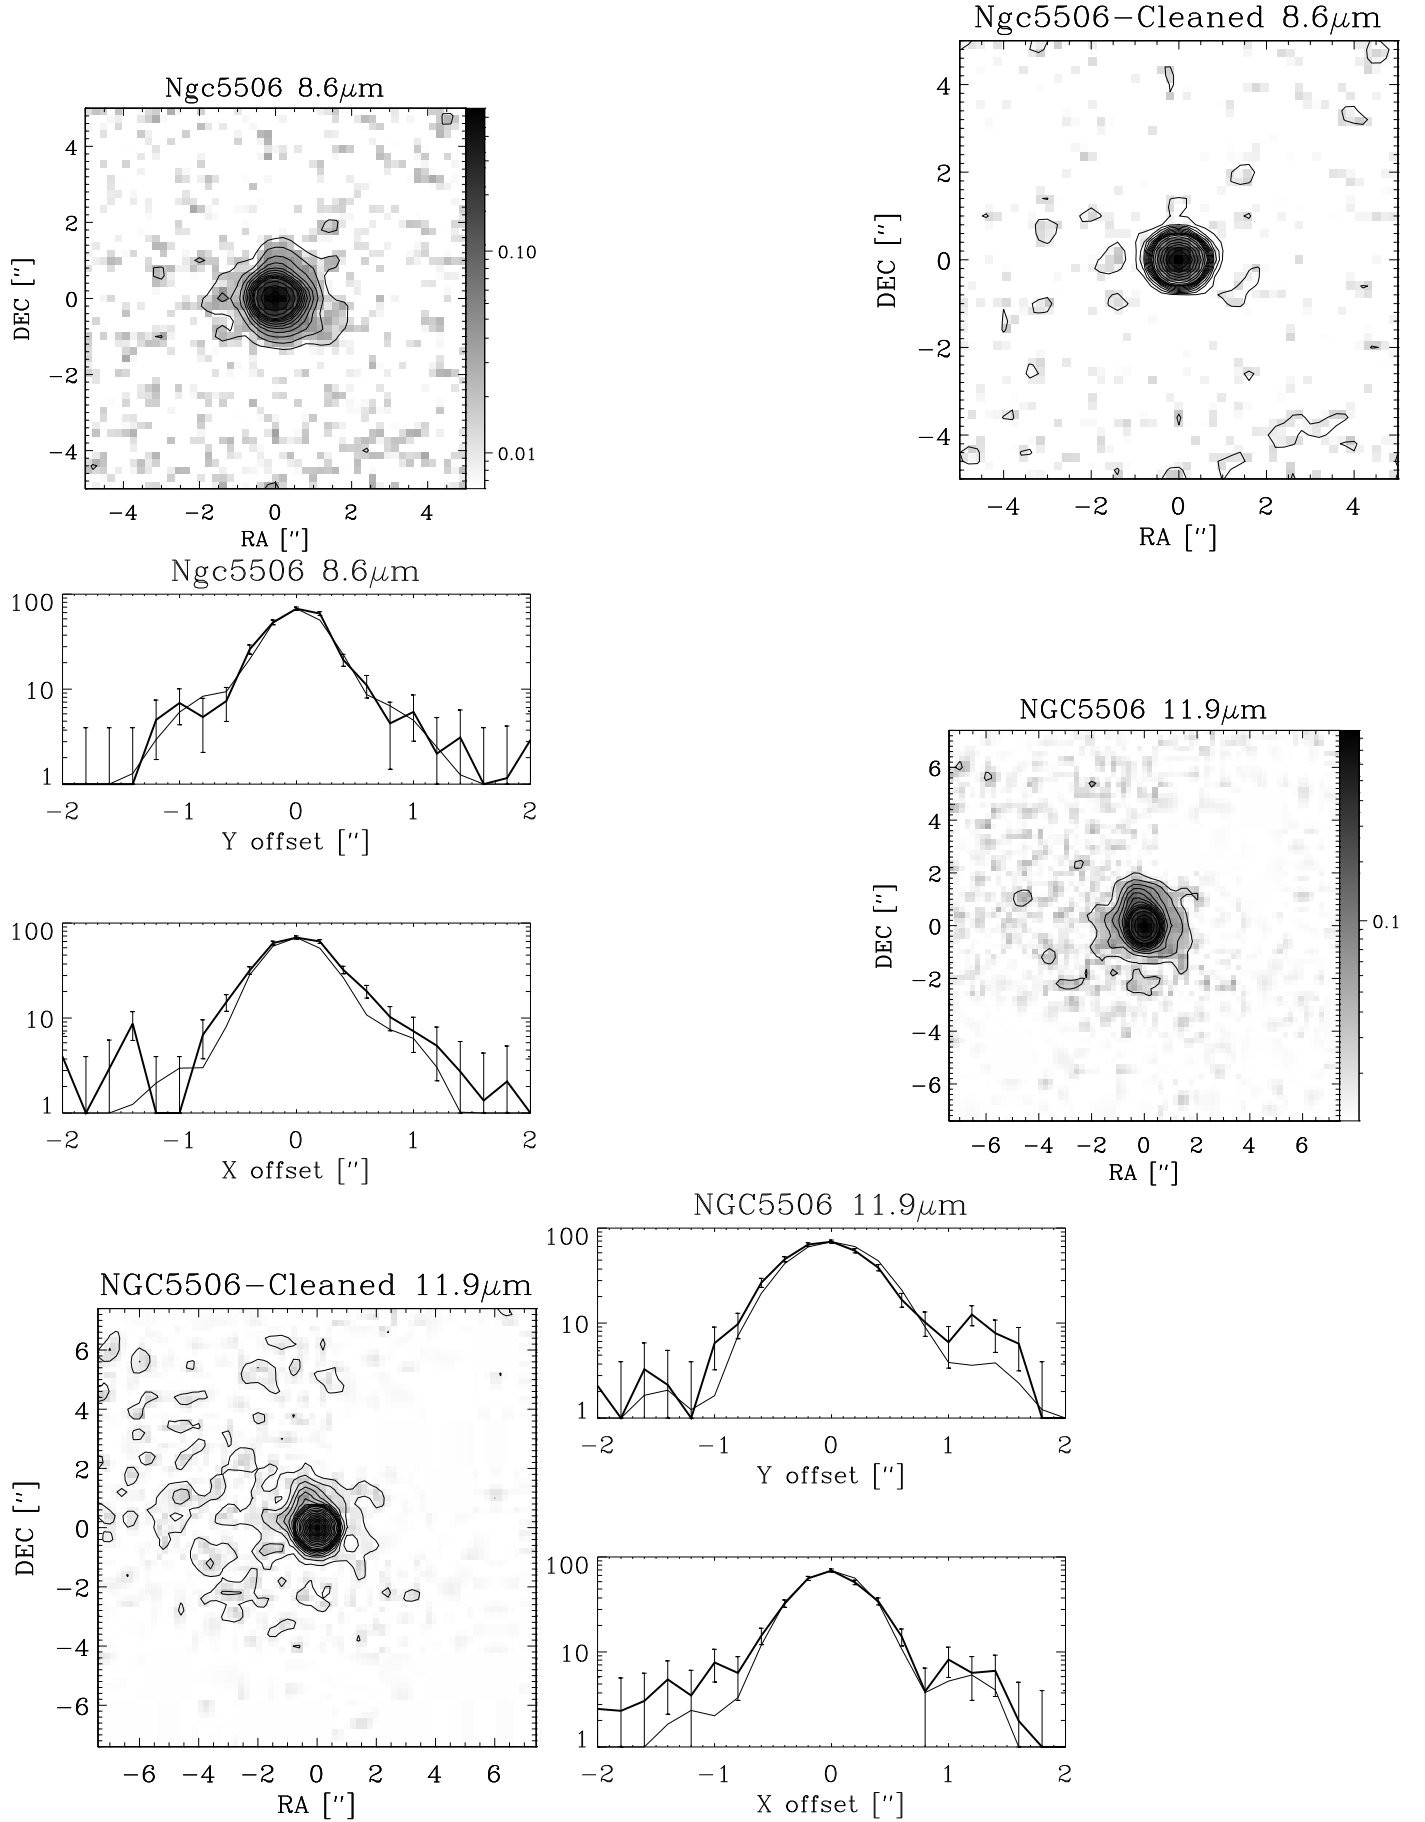 Ngc5506-Cleaned 8.6μm
4
2
0
−2
−4
DEC [″]
−4 −2 0 2 4
RA [″]
Ngc5506 8.6μm
4
2
0
−2
−4
DEC [″]
0.10
0.01
−4 −2 0 2 4
RA [″]
Ngc5506 8.6μm
100
10
1
−2 −1 0 1 2
Y offset [″]
100
10
1
−2 −1 0 1 2
X offset [″]
NGC5506 11.9μm
6
4
2
0
−2
−4
−6
DEC [″]
0.1
−6 −4 −2 0 2 4 6
RA [″]
NGC5506-Cleaned 11.9μm
6
4
2
0
−2
−4
−6
DEC [″]
−6 −4 −2 0 2 4 6
RA [″]
NGC5506 11.9μm
100
10
1
−2 −1 0 1 2
Y offset [″]
100
10
1
−2 −1 0 1 2
X offset [″]